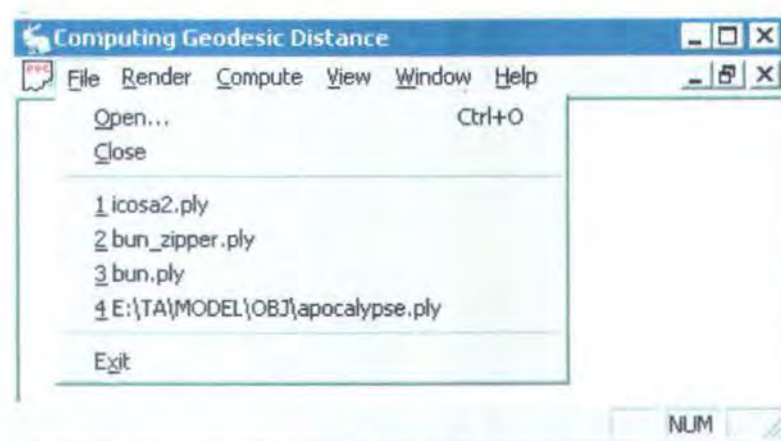 Computing Geodesic Distance
File Render Compute View Window Help
Open... Ctrl+O
Close
1 icosa2.ply
2 bun_zipper.ply
3 bun.ply
4 E:\TA\MODEL\OBJ\apocalypse.ply
Exit
NUM